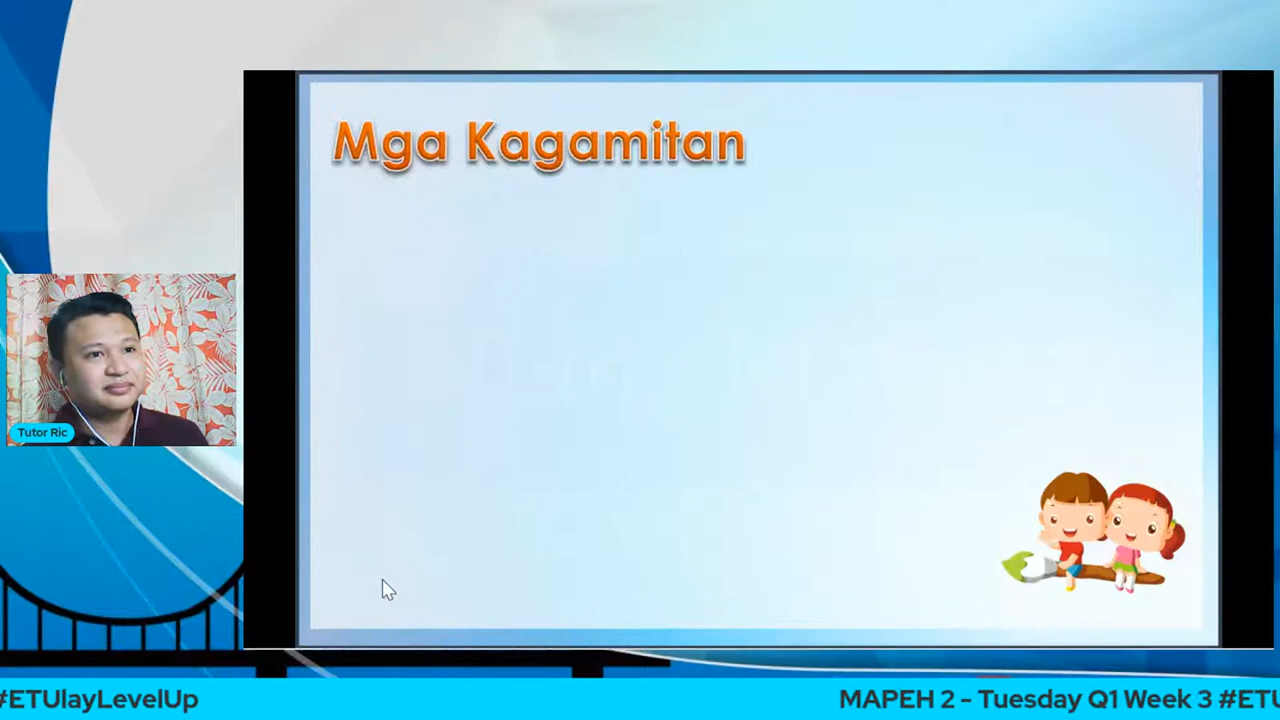 Mga Kagamitan
Tutor Ric
#ETUlayLevelUp
MAPEH 2 - Tuesday Q1 Week 3 #ETU